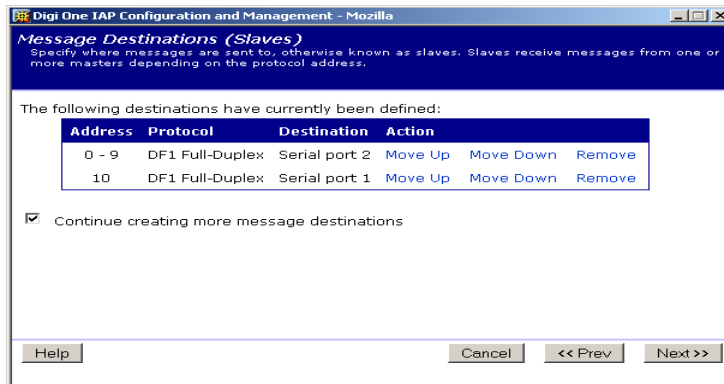 Digi One IAP Configuration and Management - Mozilla
Message Destinations (Slaves)
Specify where messages are sent to, otherwise known as slaves. Slaves receive messages from one or
more masters depending on the protocol address.
The following destinations have currently been defined:
Address Protocol Destination Action
0 - 9 DF1 Full-Duplex Serial port 2 Move Up Move Down Remove
10 DF1 Full-Duplex Serial port 1 Move Up Move Down Remove
Continue creating more message destinations
Help Cancel << Prev Next >>